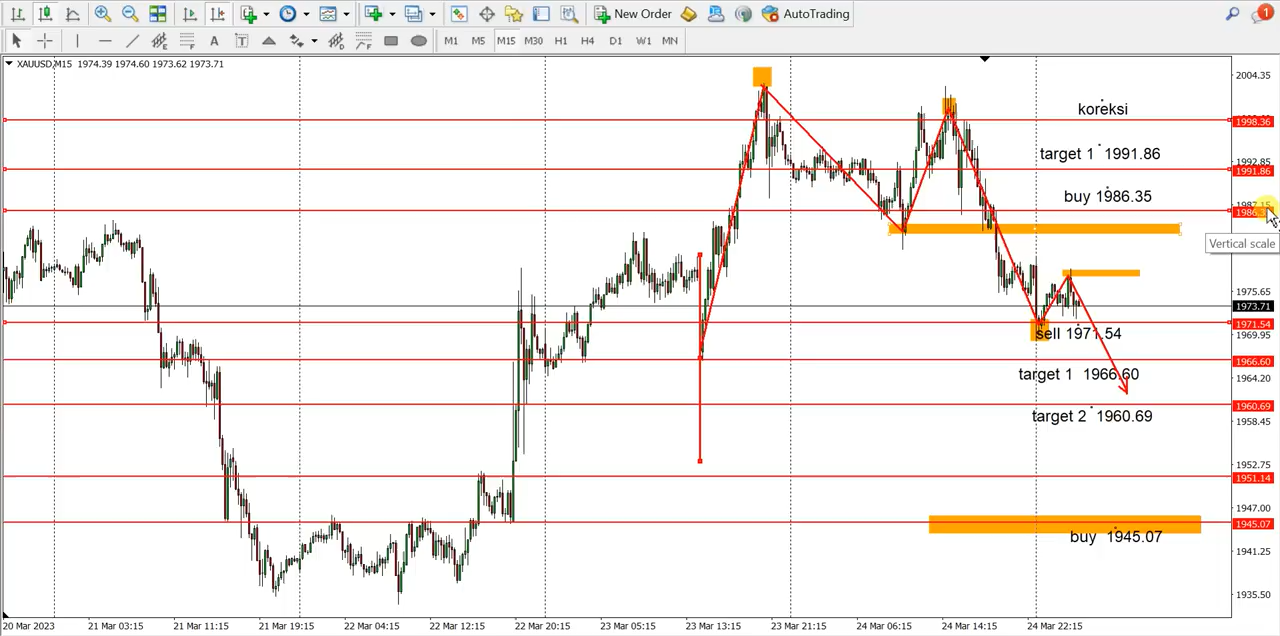 New Order
AutoTrading
1
A
T
M1 M5 M15 M30 H1 H4 D1 W1 MN
XAUUSD,M15 1974.39 1974.60 1973.62 1973.71
2004.35
koreksi
1998.36
target 1 1991.86
1992.85
1991.86
buy 1986.35
1987.15
Vertical scale
1975.65
1973.71
1971.54
sell 1971.54
1969.95
1966.60
target 1 1966.60
1964.20
1960.69
target 2 1960.69
1958.45
1952.75
1951.14
1947.00
1945.07
buy 1945.07
1941.25
1935.50
20 Mar 2023 21 Mar 03:15 21 Mar 11:15 21 Mar 19:15 22 Mar 04:15 22 Mar 12:15 22 Mar 20:15 23 Mar 05:15 23 Mar 13:15 23 Mar 21:15 24 Mar 06:15 24 Mar 14:15 24 Mar 22:15